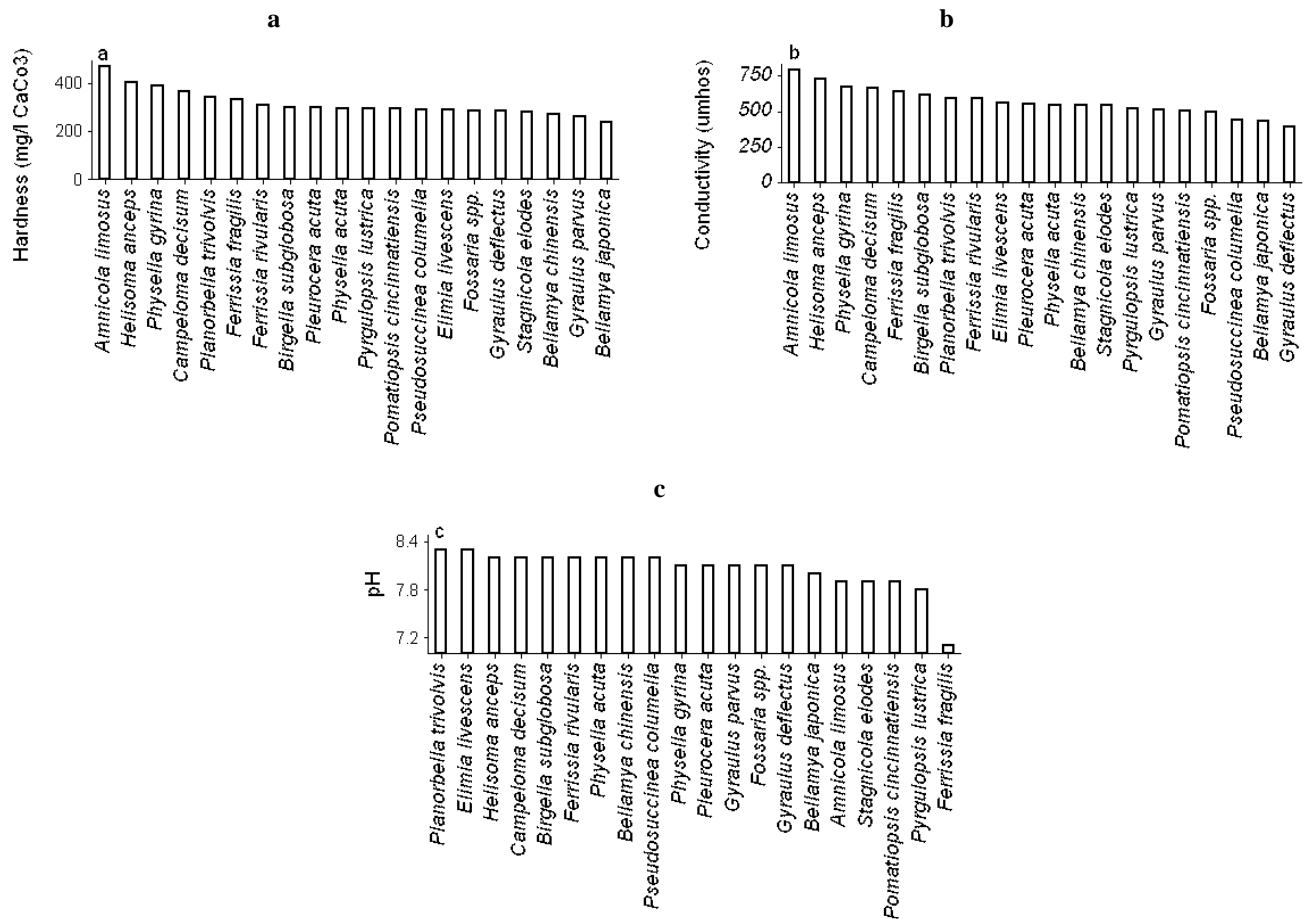 a
a
Hardness (mg/l CaCo3)
400
200
0
Amnicola limosus
Helisoma anceps
Physella gyrina
Campeloma decisum
Planorbella trivolvis
Ferrissia fragilis
Ferrissia rivularis
Birgella subglobosa
Pleurocera acuta
Physella acuta
Pyrgulopsis lustrica
Pomatiopsis cincinnatiensis
Pseudosuccinea columella
Elimia livescens
Fossaria spp.
Gyraulus deflectus
Stagnicola elodes
Bellamya chinensis
Gyraulus parvus
Bellamya japonica
b
b
Conductivity (umhos)
750
500
250
0
Amnicola limosus
Helisoma anceps
Physella gyrina
Campeloma decisum
Ferrissia fragilis
Birgella subglobosa
Planorbella trivolvis
Ferrissia rivularis
Elimia livescens
Pleurocera acuta
Physella acuta
Bellamya chinensis
Stagnicola elodes
Pyrgulopsis lustrica
Gyraulus parvus
Pomatiopsis cincinnatiensis
Fossaria spp.
Pseudosuccinea columella
Bellamya japonica
Gyraulus deflectus
c
c
pH
8.4
7.8
7.2
Planorbella trivolvis
Elimia livescens
Helisoma anceps
Campeloma decisum
Birgella subglobosa
Ferrissia rivularis
Physella acuta
Bellamya chinensis
Pseudosuccinea columella
Physella gyrina
Pleurocera acuta
Gyraulus parvus
Fossaria spp.
Gyraulus deflectus
Bellamya japonica
Amnicola limosus
Stagnicola elodes
Pomatiopsis cincinnatiensis
Pyrgulopsis lustrica
Ferrissia fragilis